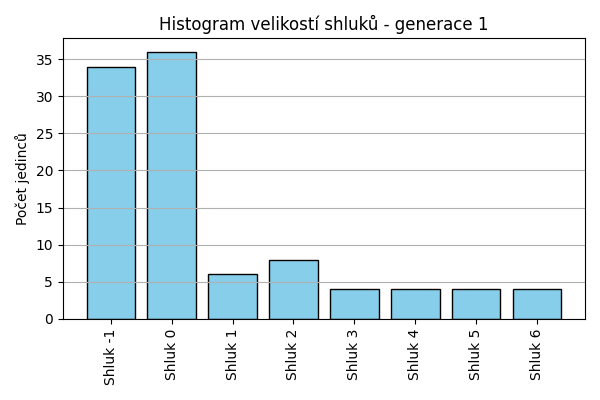 Histogram velikostí shluků - generace 1
Počet jedinců
35
30
25
20
15
10
5
0
Shluk -1
Shluk 0
Shluk 1
Shluk 2
Shluk 3
Shluk 4
Shluk 5
Shluk 6